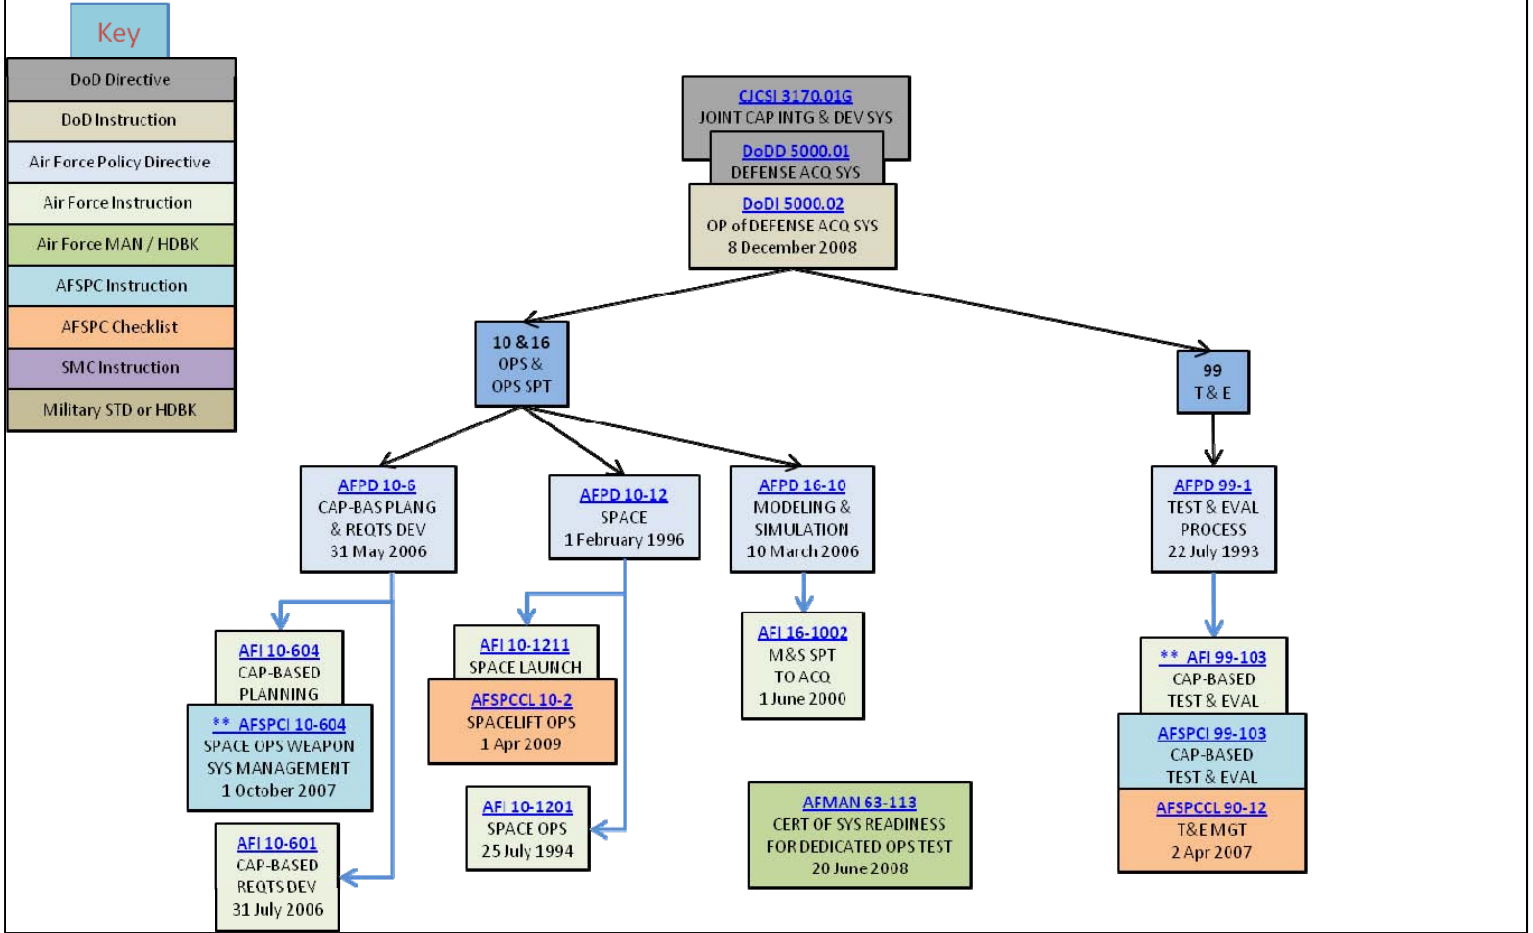 Key
DoD Directive
DoD Instruction
Air Force Policy Directive
Air Force Instruction
Air Force MAN / HDBK
AFSPC Instruction
AFSPC Checklist
SMC Instruction
Military STD or HDBK
CJCSI 3170.01G
JOINT CAP INTG & DEV SYS
DoDD 5000.01
DEFENSE ACQ SYS
DoDI 5000.02
OP of DEFENSE ACQ SYS
8 December 2008
10 & 16
OPS &
OPS SPT
99
T & E
AFPD 10-6
CAP-BAS PLANG
& REQTS DEV
31 May 2006
AFPD 10-12
SPACE
1 February 1996
AFPD 16-10
MODELING &
SIMULATION
10 March 2006
AFPD 99-1
TEST & EVAL
PROCESS
22 July 1993
AFI 10-604
CAP-BASED
PLANNING
** AFSPCI 10-604
SPACE OPS WEAPON
SYS MANAGEMENT
1 October 2007
AFI 10-601
CAP-BASED
REQTS DEV
31 July 2006
AFI 10-1211
SPACE LAUNCH
AFSPCCL 10-2
SPACELIFT OPS
1 Apr 2009
AFI 10-1201
SPACE OPS
25 July 1994
AFI 16-1002
M&S SPT
TO ACQ
1 June 2000
AFMAN 63-113
CERT OF SYS READINESS
FOR DEDICATED OPS TEST
20 June 2008
** AFI 99-103
CAP-BASED
TEST & EVAL
AFSPCI 99-103
CAP-BASED
TEST & EVAL
AFSPCCL 90-12
T&E MGT
2 Apr 2007